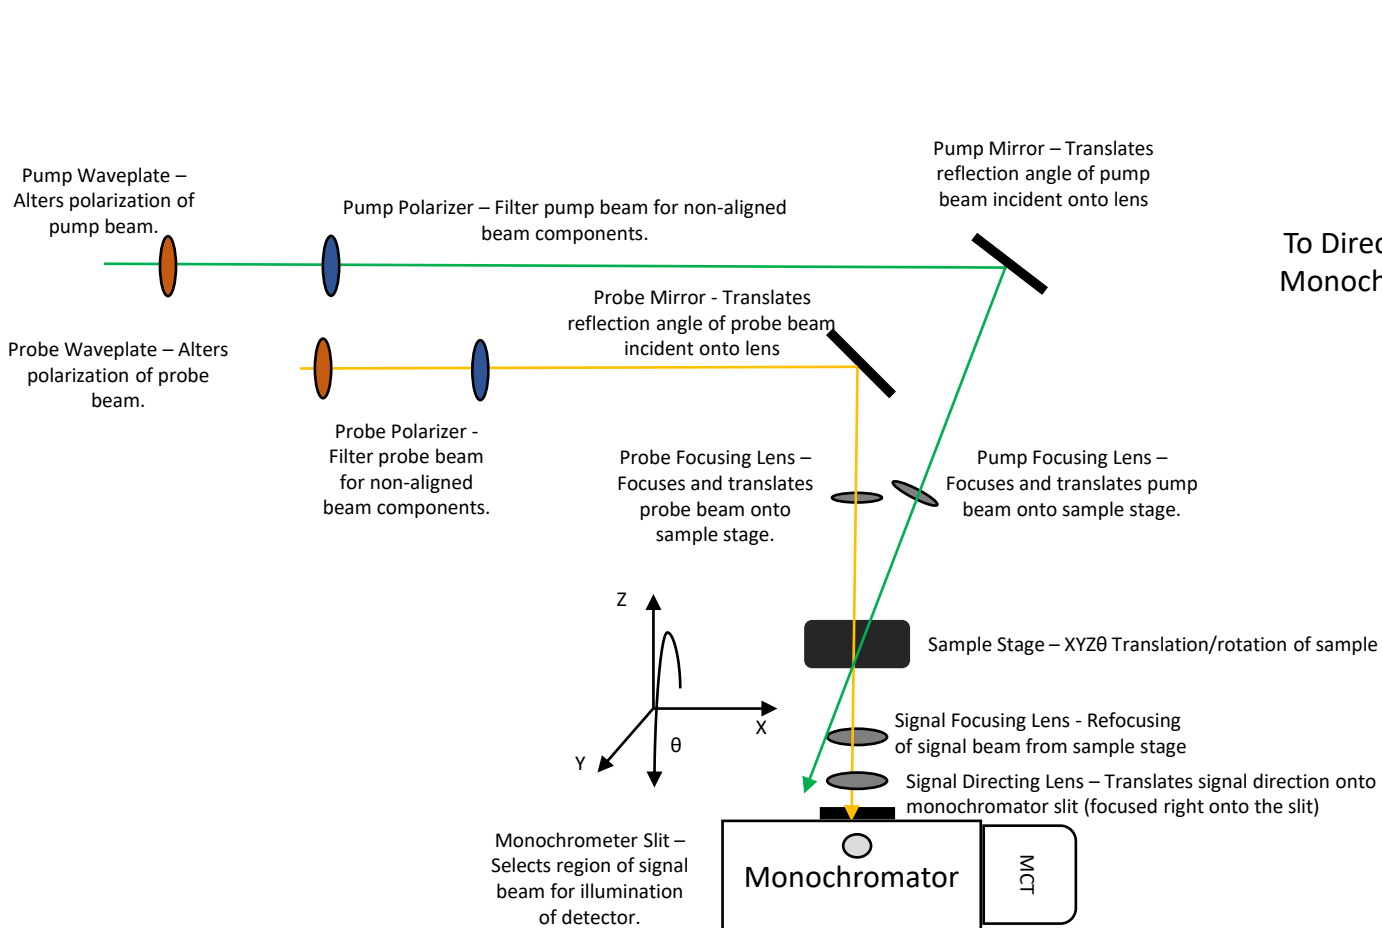 Pump Mirror – Translates
reflection angle of pump
beam incident onto lens
Pump Waveplate –
Alters polarization of
pump beam.
Pump Polarizer – Filter pump beam for non-aligned
beam components.
To Direc
Monoch
Probe Mirror - Translates
reflection angle of probe beam
incident onto lens
Probe Waveplate – Alters
polarization of probe
beam.
Probe Polarizer -
Filter probe beam
for non-aligned
beam components.
Probe Focusing Lens –
Focuses and translates
probe beam onto
sample stage.
Pump Focusing Lens –
Focuses and translates pump
beam onto sample stage.
Z
X
Y
θ
Sample Stage – XYZθ Translation/rotation of sample
Signal Focusing Lens - Refocusing
of signal beam from sample stage
Signal Directing Lens – Translates signal direction onto
monochromator slit (focused right onto the slit)
Monochrometer Slit –
Selects region of signal
beam for illumination
of detector.
Monochromator
MCT